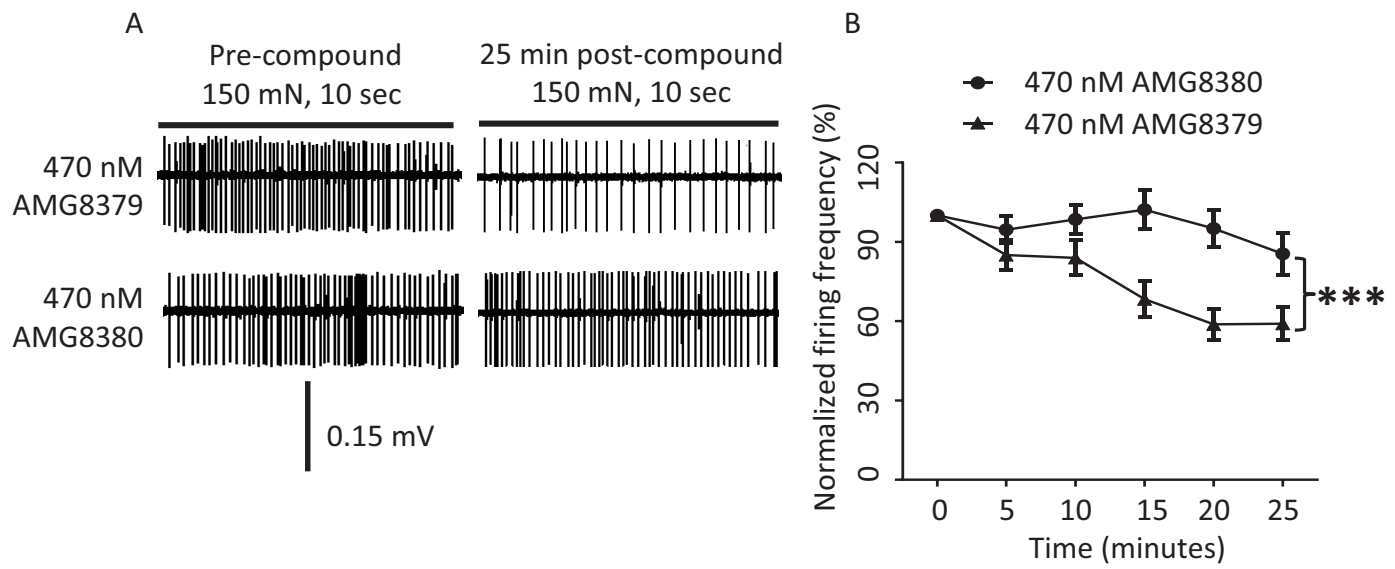 A
Pre-compound
150 mN, 10 sec
25 min post-compound
150 mN, 10 sec
470 nM
AMG8379
470 nM
AMG8380
0.15 mV
B
470 nM AMG8380
470 nM AMG8379
Normalized firing frequency (%)
120
90
60
30
0
***
0 5 10 15 20 25
Time (minutes)